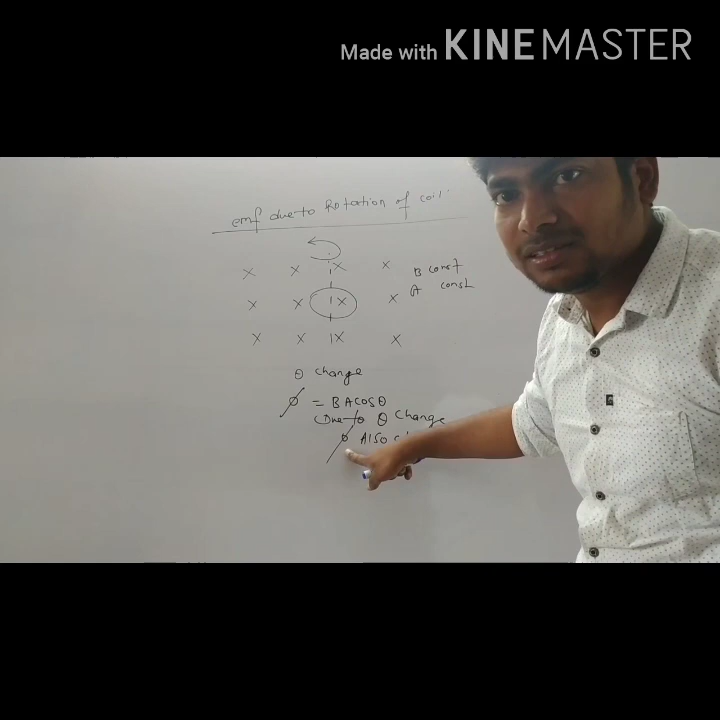 Made with KINEMASTER
emf due to Rotation of coil
X X X X B const
A const
X X X X
X X X X
θ change
φ = BACOSθ
(Due to θ Change
φ Also